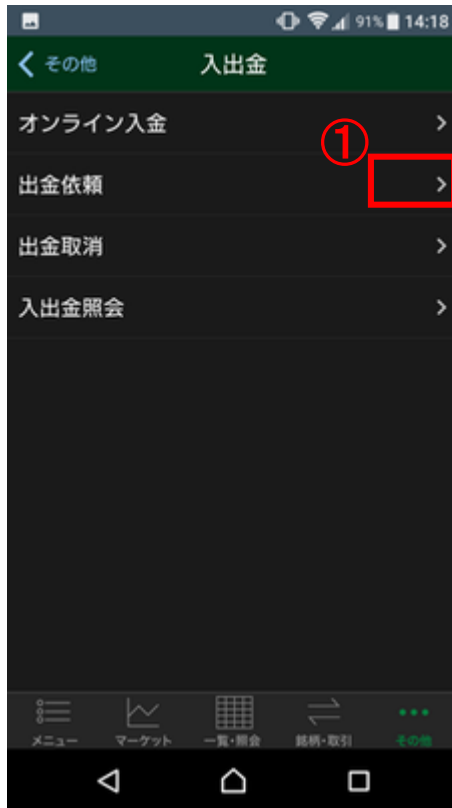 91% 14:18
その他 入出金
オンライン入金
①
出金依頼
出金取消
入出金照会
メニュー マーケット 一覧・照会 銘柄・取引 その他